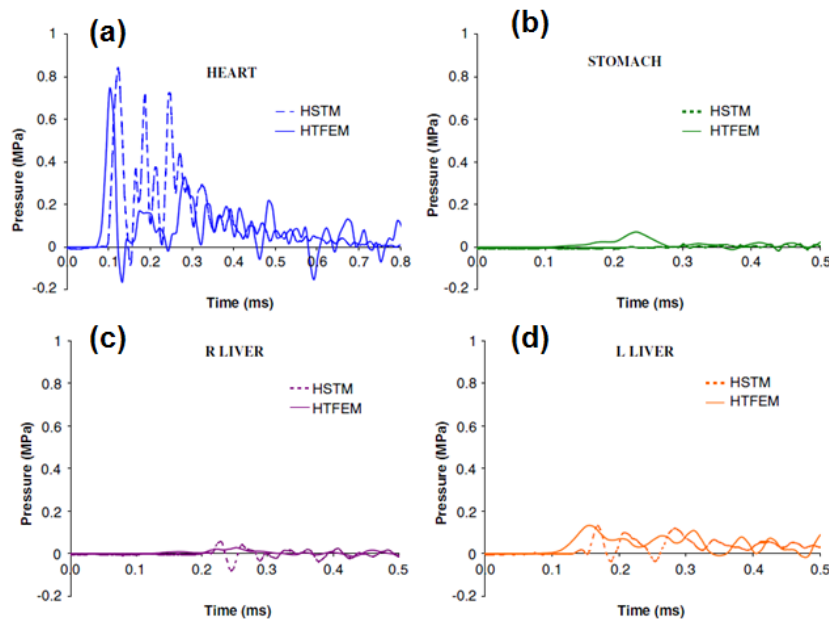 (a)
HEART
HSTM
HTFEM
Pressure (MPa)
1
0.8
0.6
0.4
0.2
0
-0.2
0.0 0.1 0.2 0.3 0.4 0.5 0.6 0.7 0.8
Time (ms)
(b)
STOMACH
HSTM
HTFEM
Pressure (MPa)
1
0.8
0.6
0.4
0.2
0
-0.2
0.0 0.1 0.2 0.3 0.4 0.5
Time (ms)
(c)
R LIVER
HSTM
HTFEM
Pressure (MPa)
1
0.8
0.6
0.4
0.2
0
-0.2
0.0 0.1 0.2 0.3 0.4 0.5
Time (ms)
(d)
L LIVER
HSTM
HTFEM
Pressure (MPa)
1
0.8
0.6
0.4
0.2
0
-0.2
0.0 0.1 0.2 0.3 0.4 0.5
Time (ms)